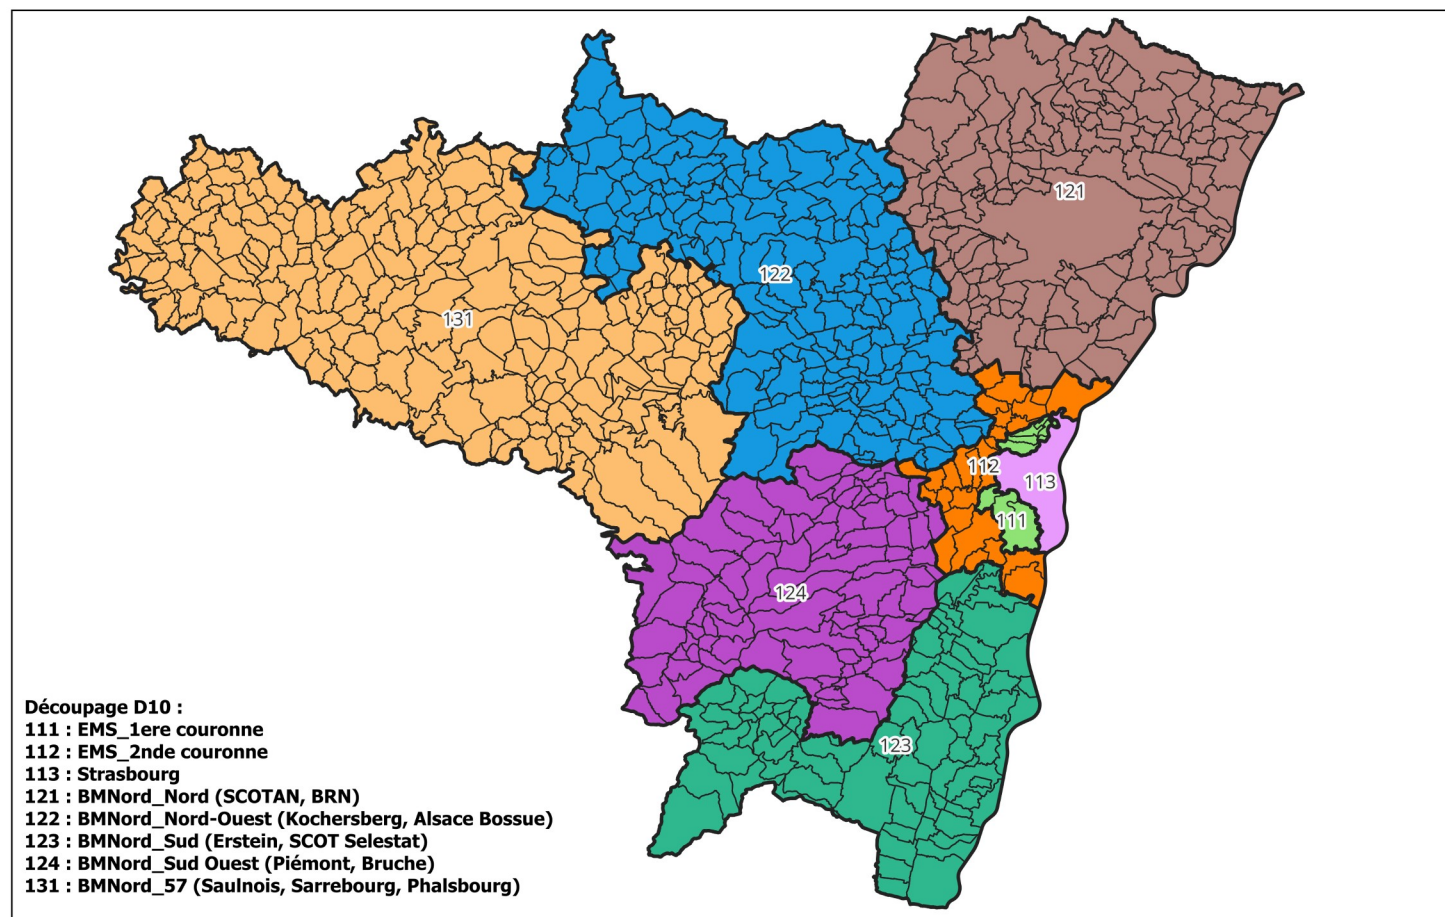 121
122
131
112
113
111
124
123
Découpage D10 :
111 : EMS_1ere couronne
112 : EMS_2nde couronne
113 : Strasbourg
121 : BMNord_Nord (SCOTAN, BRN)
122 : BMNord_Nord-Ouest (Kochersberg, Alsace Bossue)
123 : BMNord_Sud (Erstein, SCOT Selestat)
124 : BMNord_Sud Ouest (Piémont, Bruche)
131 : BMNord_57 (Saulnois, Sarrebourg, Phalsbourg)